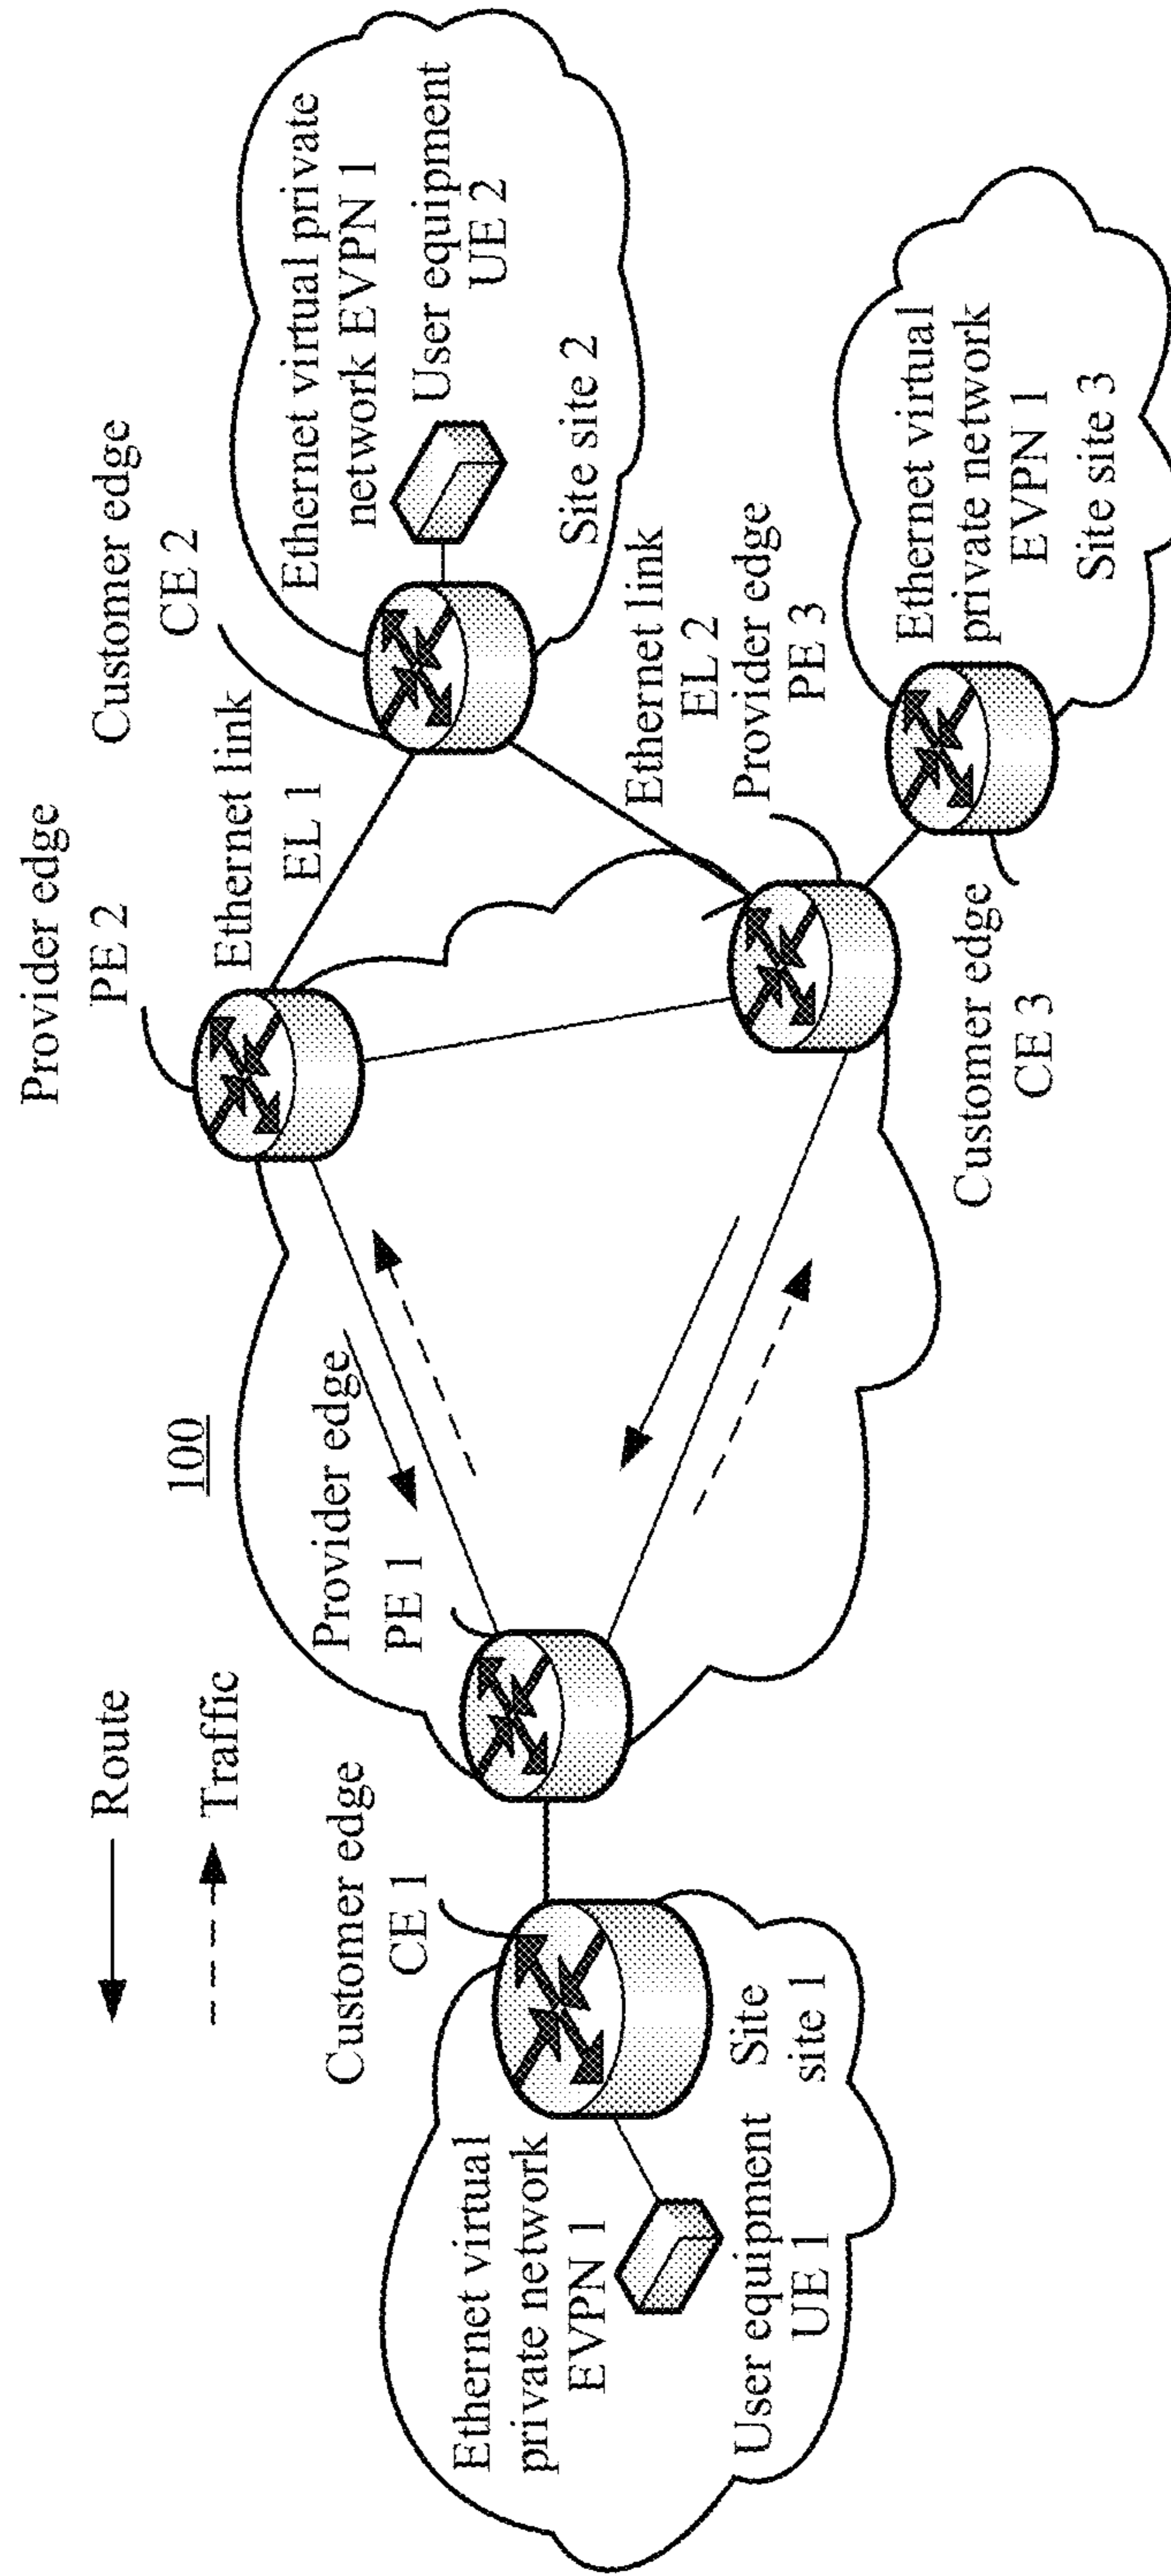 Route
Traffic
100
Provider edge
PE 2
Customer edge
CE 2
Ethernet link
EL 1
Ethernet virtual private
network EVPN 1
User equipment
UE 2
Site site 2
Provider edge
PE 1
Customer edge
CE 1
Ethernet link
EL 2
Provider edge
PE 3
Ethernet virtual
private network
EVPN 1
Site
site 1
User equipment
UE 1
Customer edge
CE 3
Ethernet virtual
private network
EVPN 1
Site site 3